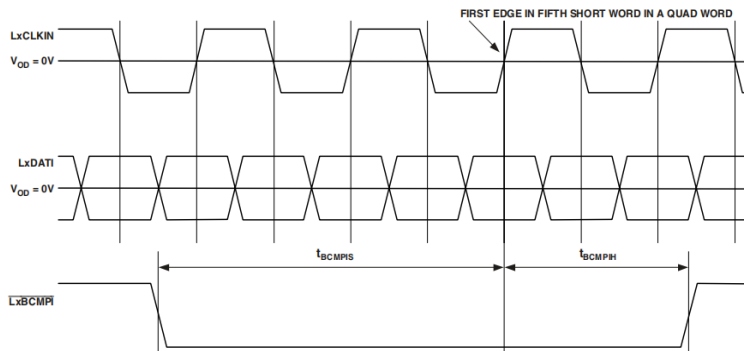 FIRST EDGE IN FIFTH SHORT WORD IN A QUAD WORD
LxCLKIN
VOD = 0V
LxDATI
VOD = 0V
tBCMPIS
tBCMPIH
LxBCMPI